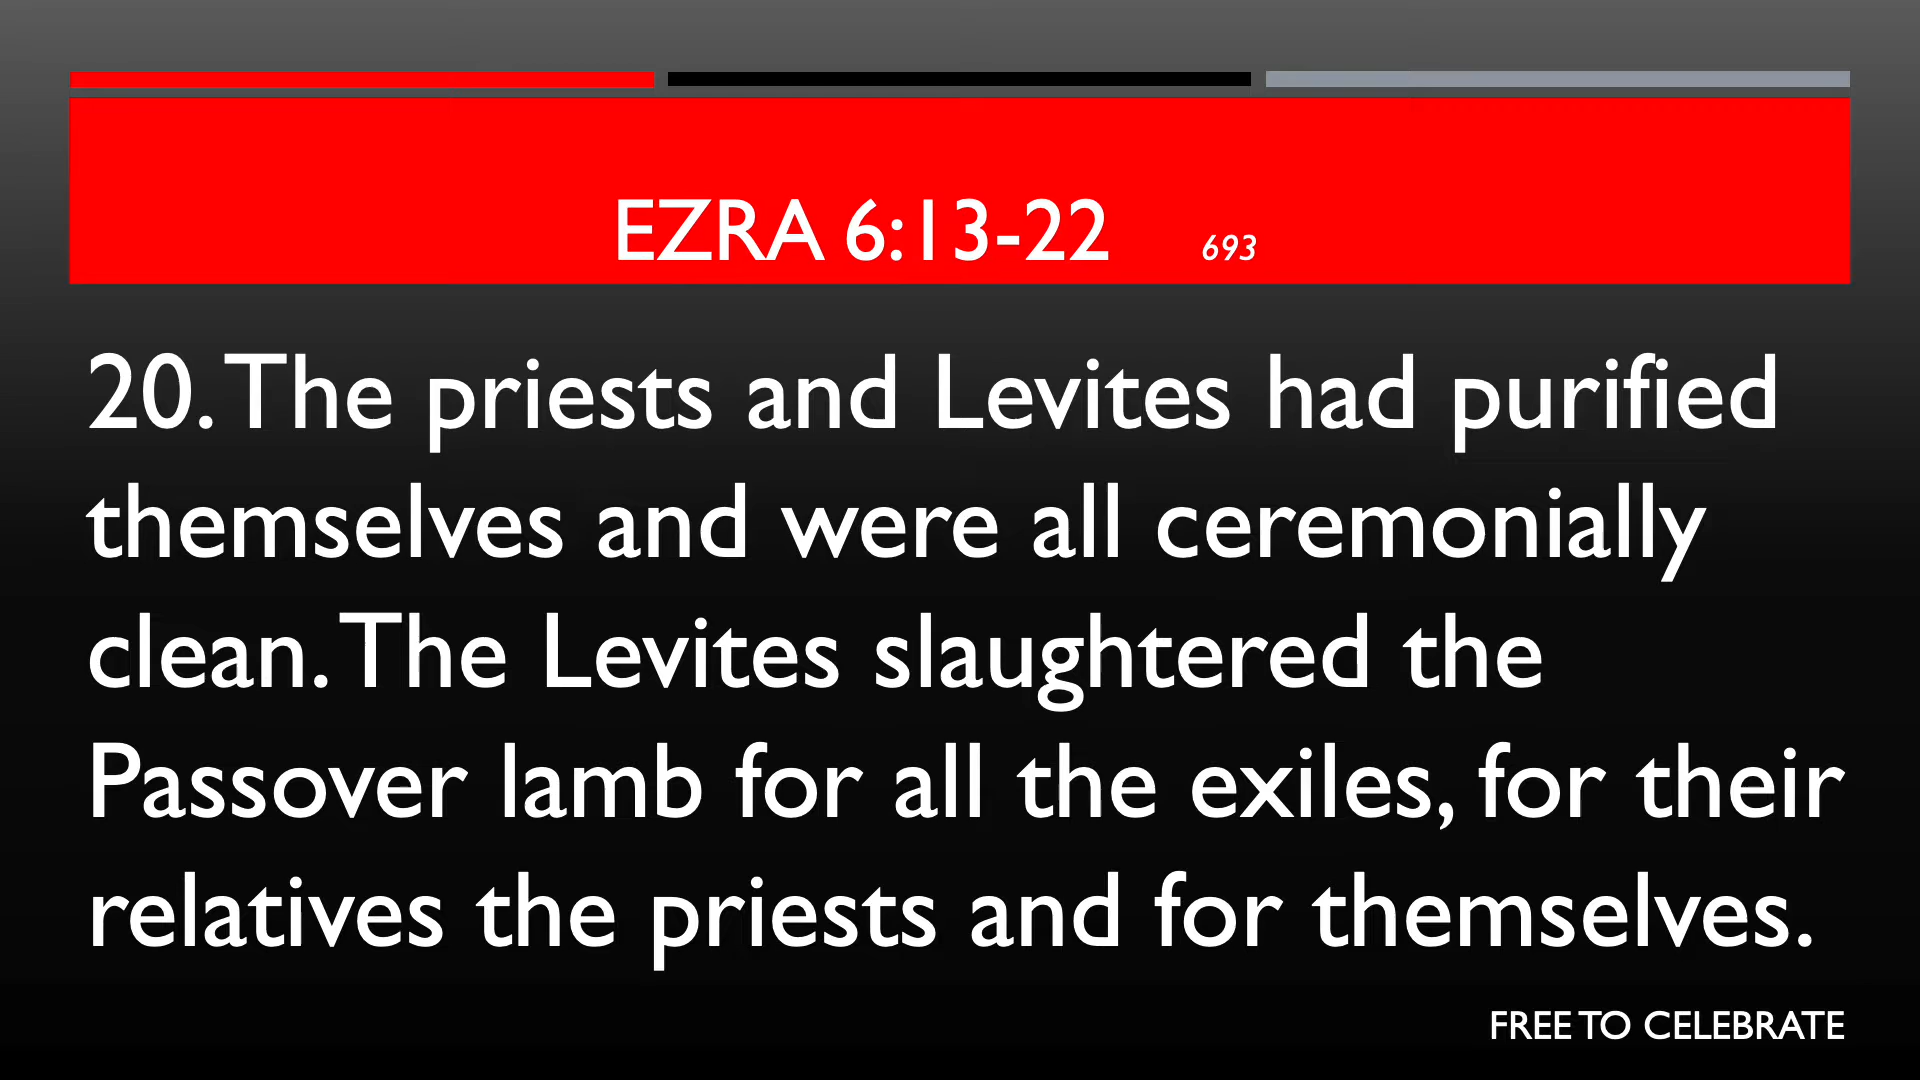 EZRA 6:13-22 693
20. The priests and Levites had purified
themselves and were all ceremonially
clean. The Levites slaughtered the
Passover lamb for all the exiles, for their
relatives the priests and for themselves.
FREE TO CELEBRATE